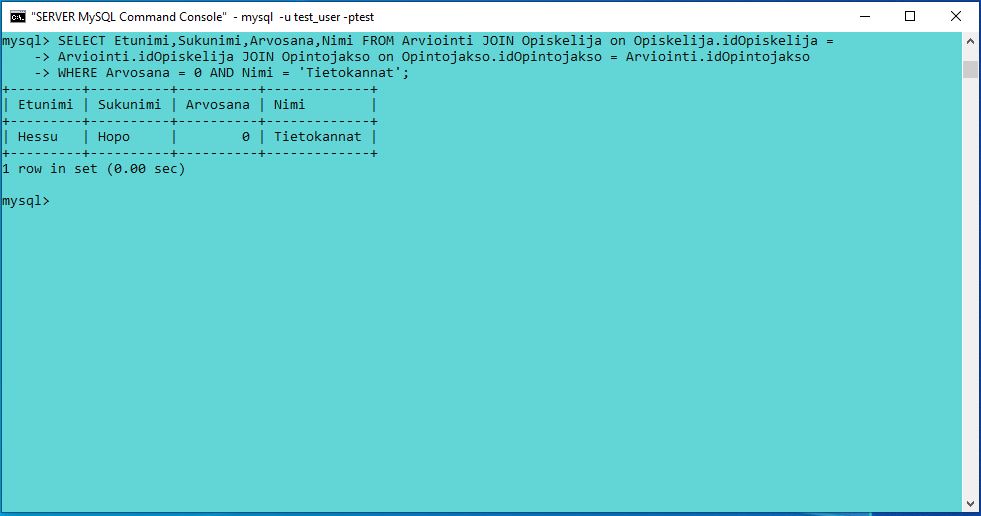 "SERVER MySQL Command Console" - mysql -u test_user -ptest
mysql> SELECT Etunimi,Sukunimi,Arvosana,Nimi FROM Arviointi JOIN Opiskelija on Opiskelija.idOpiskelija =
    -> Arviointi.idOpiskelija JOIN Opintojakso on Opintojakso.idOpintojakso = Arviointi.idOpintojakso
    -> WHERE Arvosana = 0 AND Nimi = 'Tietokannat';
+---------+----------+----------+-------------+
| Etunimi | Sukunimi | Arvosana | Nimi        |
+---------+----------+----------+-------------+
| Hessu   | Hopo     |        0 | Tietokannat |
+---------+----------+----------+-------------+
1 row in set (0.00 sec)
mysql>